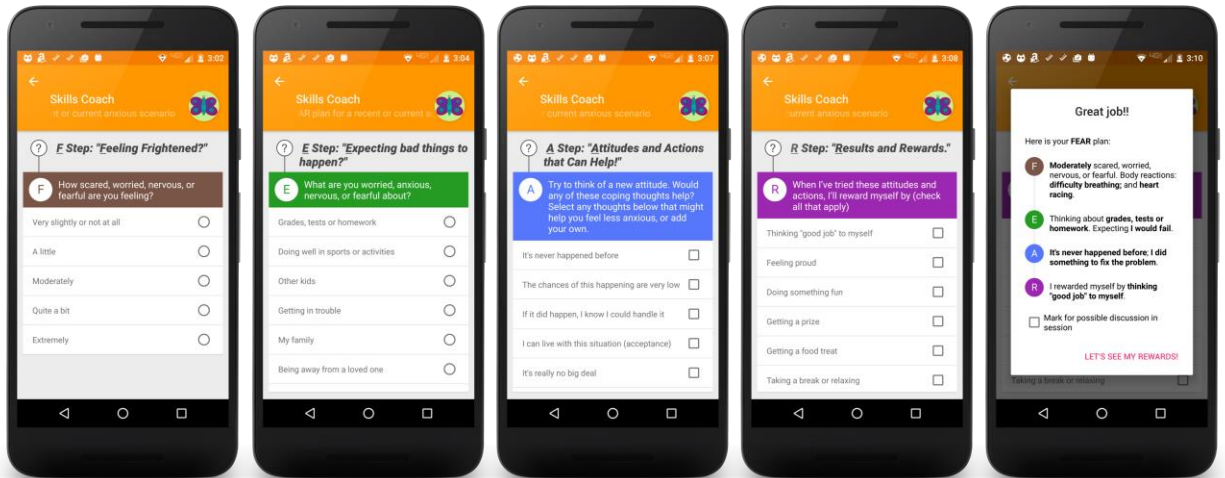 3:02
Skills Coach
t or current anxious scenario
? F Step: "Feeling Frightened?"
F How scared, worried, nervous, or
fearful are you feeling?
Very slightly or not at all
A little
Moderately
Quite a bit
Extremely
3:04
Skills Coach
AR plan for a recent or current a
? E Step: "Expecting bad things to
happen?"
E What are you worried, anxious,
nervous, or fearful about?
Grades, tests or homework
Doing well in sports or activities
Other kids
Getting in trouble
My family
Being away from a loved one
3:07
Skills Coach
current anxious scenario
? A Step: "Attitudes and Actions
that Can Help!"
A Try to think of a new attitude. Would
any of these coping thoughts help?
Select any thoughts below that might
help you feel less anxious, or add
your own.
It's never happened before
The chances of this happening are very low
If it did happen, I know I could handle it
I can live with this situation (acceptance)
It's really no big deal
3:08
Skills Coach
current anxious scenario
? R Step: "Results and Rewards."
R When I've tried these attitudes and
actions, I'll reward myself by (check
all that apply)
Thinking "good job" to myself
Feeling proud
Doing something fun
Getting a prize
Getting a food treat
Taking a break or relaxing
3:10
Great job!!
Here is your FEAR plan:
F Moderately scared, worried,
nervous, or fearful. Body reactions:
difficulty breathing; and heart
racing.
E Thinking about grades, tests or
homework. Expecting I would fail.
A It's never happened before; I did
something to fix the problem.
R I rewarded myself by thinking
"good job" to myself.
Mark for possible discussion in
session
LET'S SEE MY REWARDS!
Taking a break or relaxing